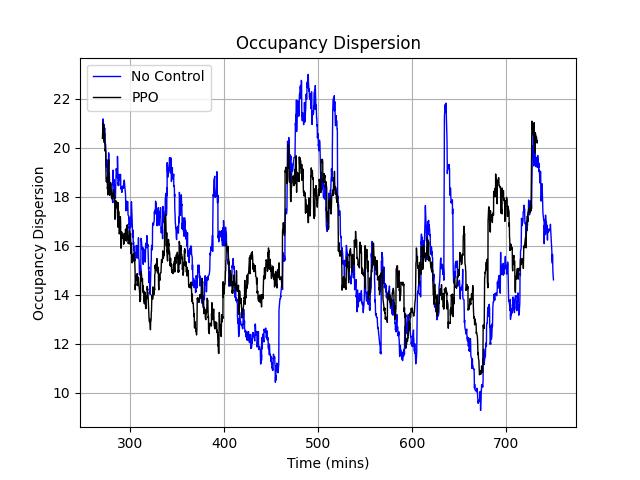 Occupancy Dispersion
No Control
PPO
Occupancy Dispersion
22
20
18
16
14
12
10
300 400 500 600 700
Time (mins)